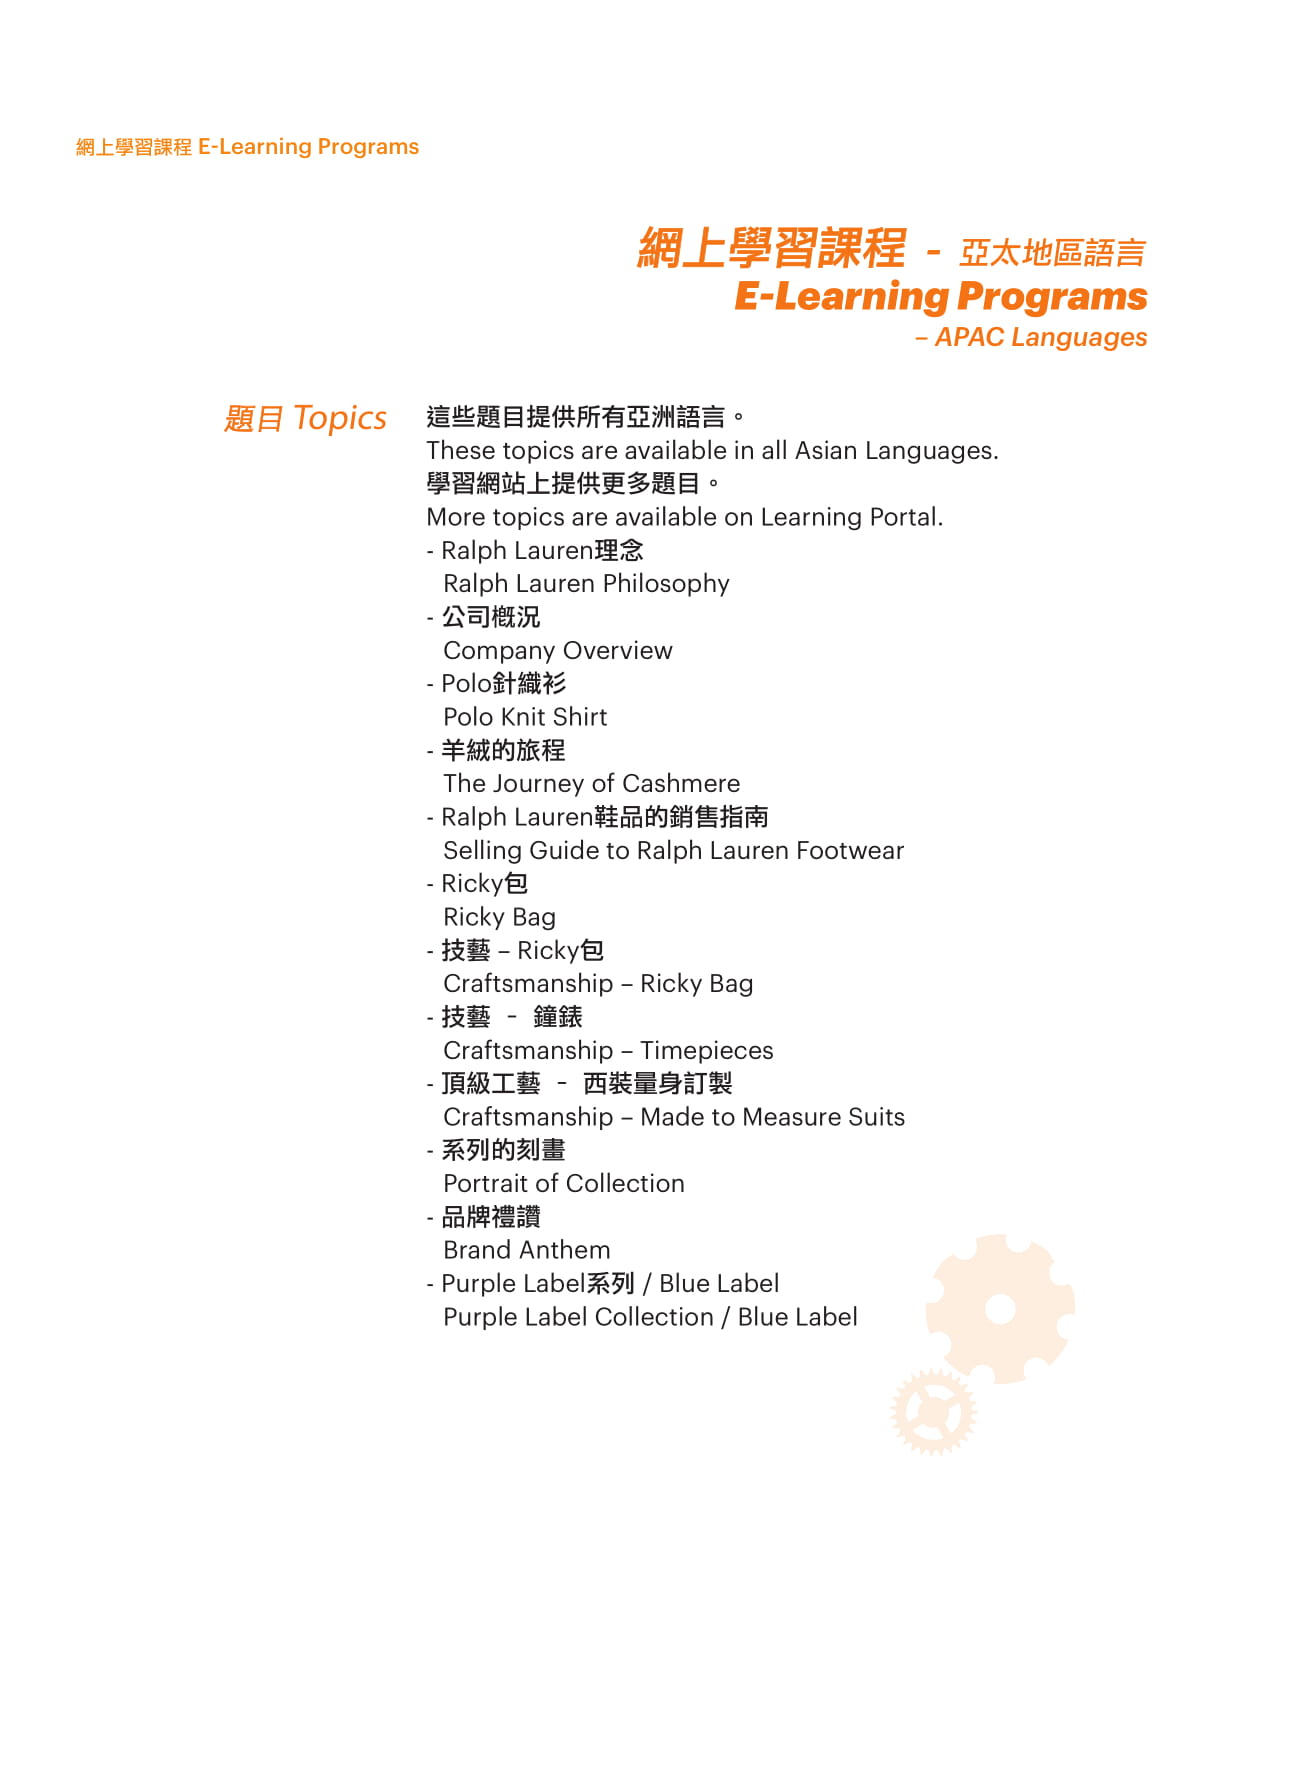 網上學習課程 E-Learning Programs
網上學習課程 - 亞太地區語言
E-Learning Programs
– APAC Languages
題目 Topics
這些題目提供所有亞洲語言。
These topics are available in all Asian Languages.
學習網站上提供更多題目。
More topics are available on Learning Portal.
- Ralph Lauren理念
Ralph Lauren Philosophy
- 公司概況
Company Overview
- Polo針織衫
Polo Knit Shirt
- 羊絨的旅程
The Journey of Cashmere
- Ralph Lauren鞋品的銷售指南
Selling Guide to Ralph Lauren Footwear
- Ricky包
Ricky Bag
- 技藝 – Ricky包
Craftsmanship – Ricky Bag
- 技藝 - 鐘錶
Craftsmanship – Timepieces
- 頂級工藝 - 西裝量身訂製
Craftsmanship – Made to Measure Suits
- 系列的刻畫
Portrait of Collection
- 品牌禮讚
Brand Anthem
- Purple Label系列 / Blue Label
Purple Label Collection / Blue Label